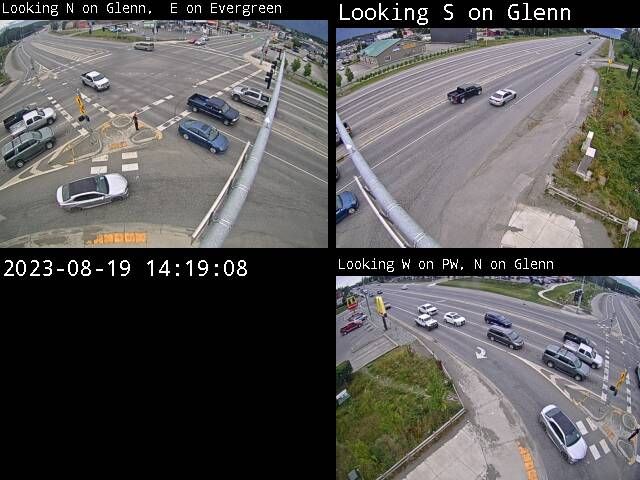 Looking N on Glenn, E on Evergreen
Looking S on Glenn
2023-08-19 14:19:08
Looking W on PW, N on Glenn